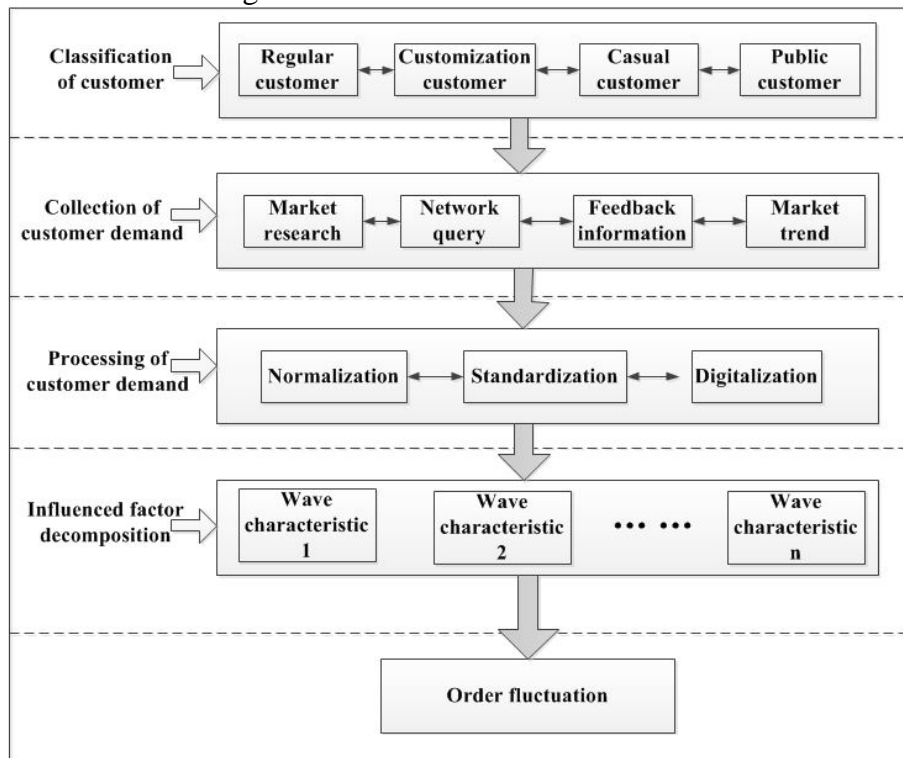 Classification
of customer
Regular
customer
Customization
customer
Casual
customer
Public
customer
Collection of
customer demand
Market
research
Network
query
Feedback
information
Market
trend
Processing of
customer demand
Normalization
Standardization
Digitalization
Influenced factor
decomposition
Wave
characteristic
1
Wave
characteristic
2
... ...
Wave
characteristic
n
Order fluctuation